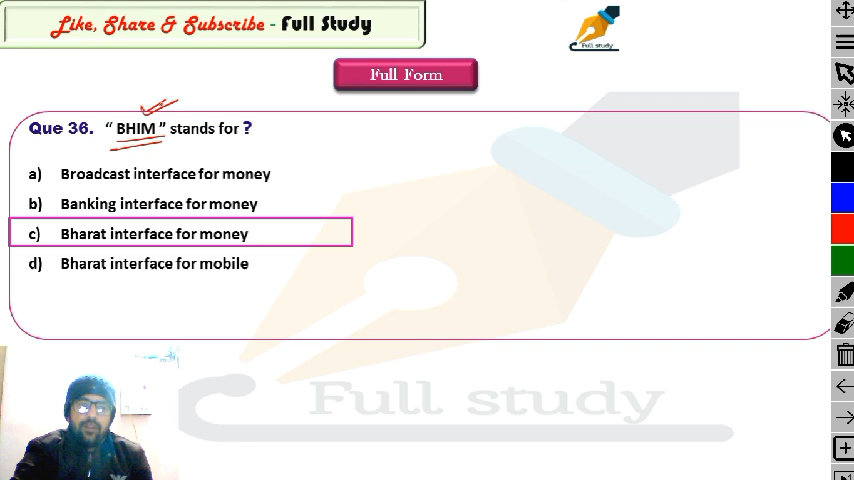 Like, Share & Subscribe - Full Study
Full study
Full Form
Que 36. “ BHIM ” stands for ?
a) Broadcast interface for money
b) Banking interface for money
c) Bharat interface for money
d) Bharat interface for mobile
Full study